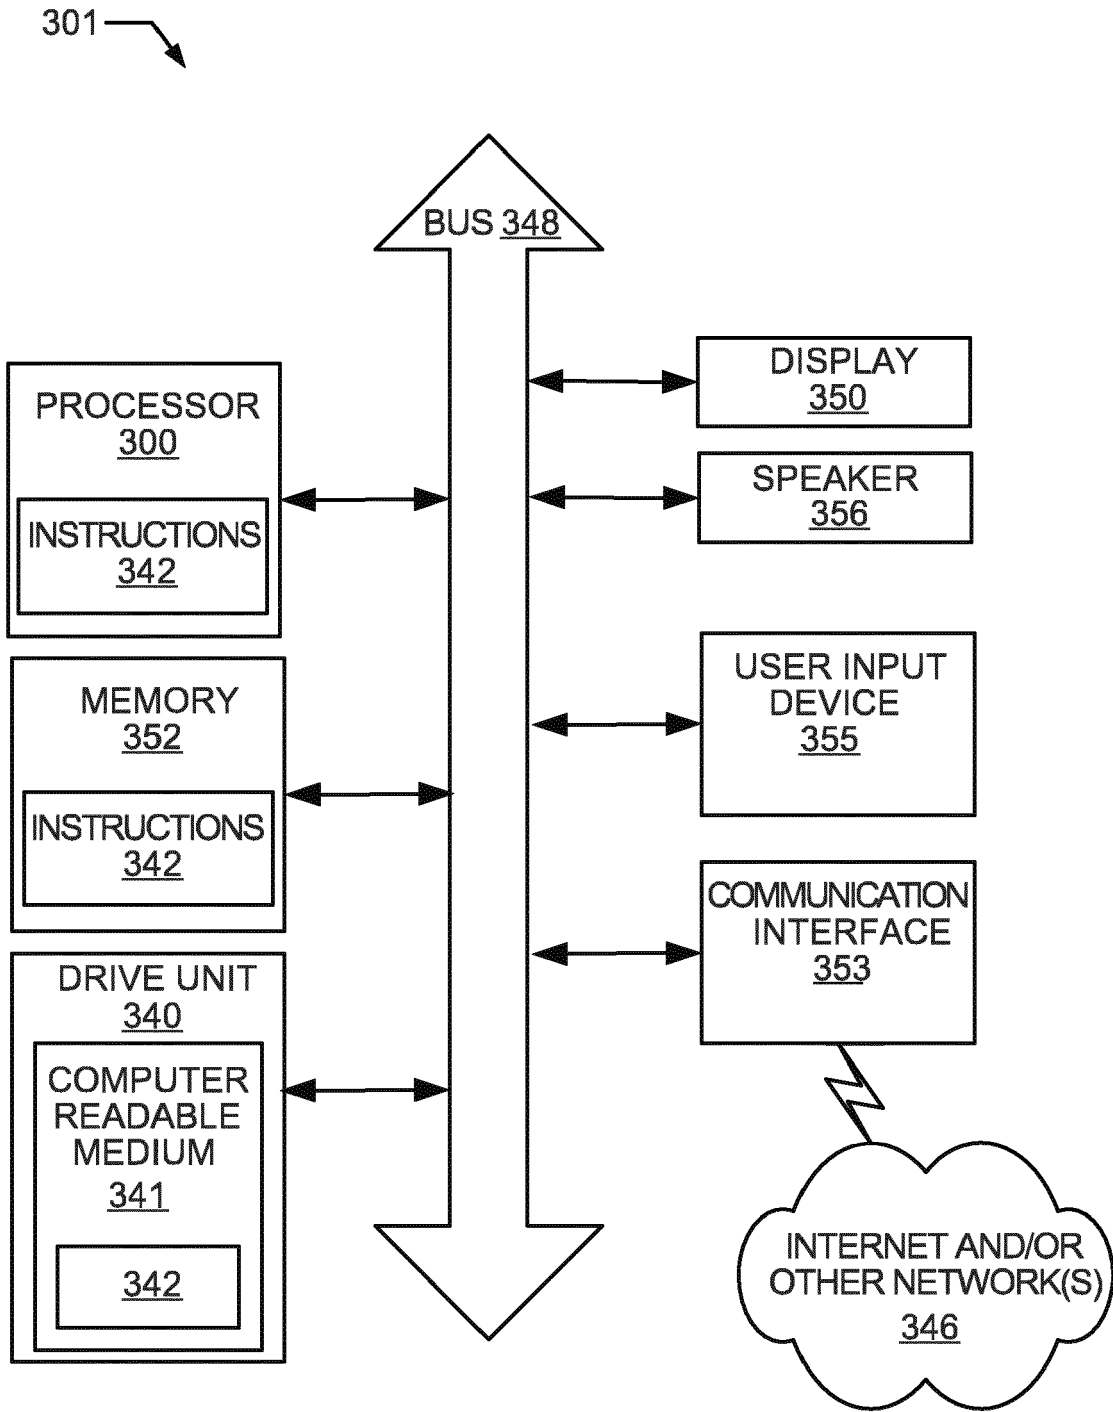 301
BUS 348
PROCESSOR
300
INSTRUCTIONS
342
MEMORY
352
INSTRUCTIONS
342
DRIVE UNIT
340
COMPUTER
READABLE
MEDIUM
341
342
DISPLAY
350
SPEAKER
356
USER INPUT
DEVICE
355
COMMUNICATION
INTERFACE
353
INTERNET AND/OR
OTHER NETWORK(S)
346